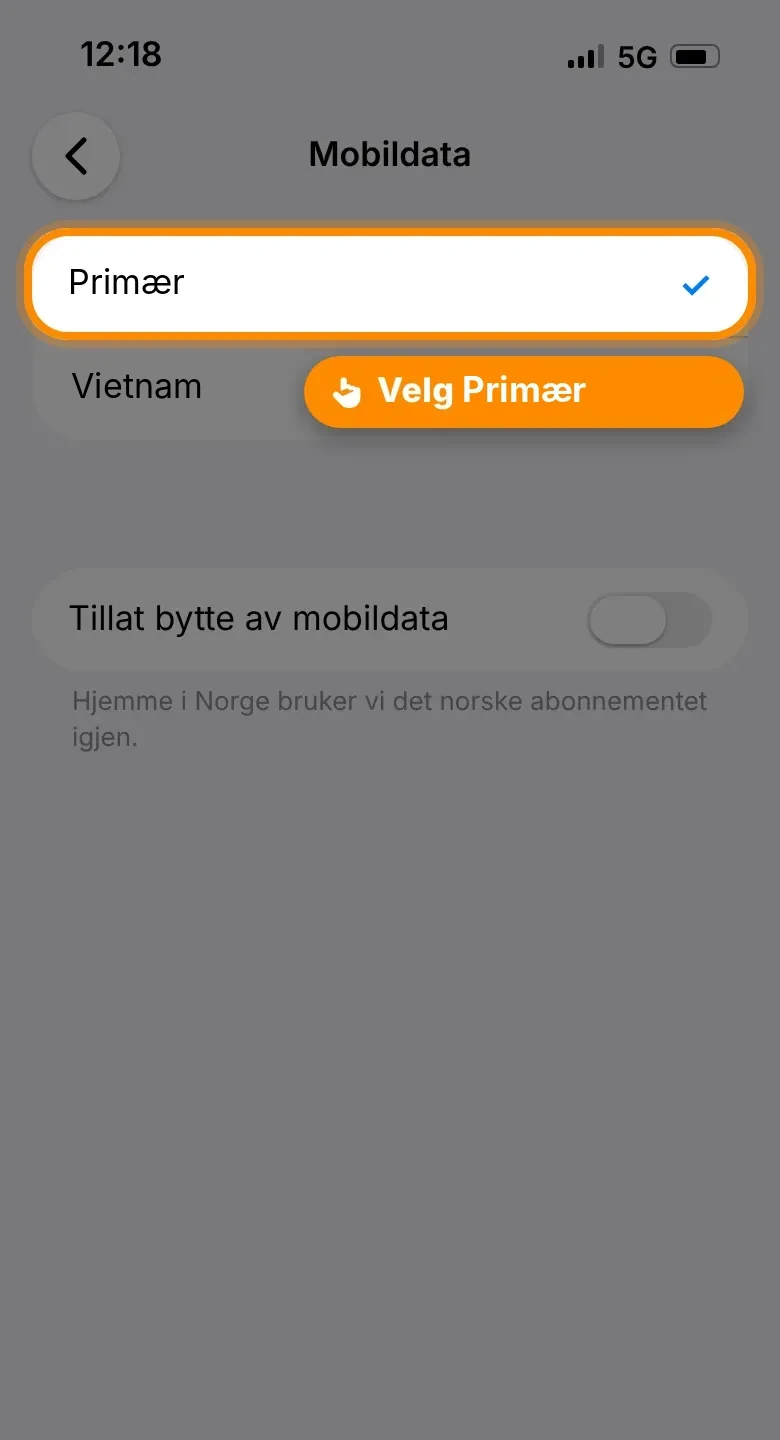 12:18
5G
Mobildata
Primær
Vietnam
Velg Primær
Tillat bytte av mobildata
Hjemme i Norge bruker vi det norske abonnementet
igjen.